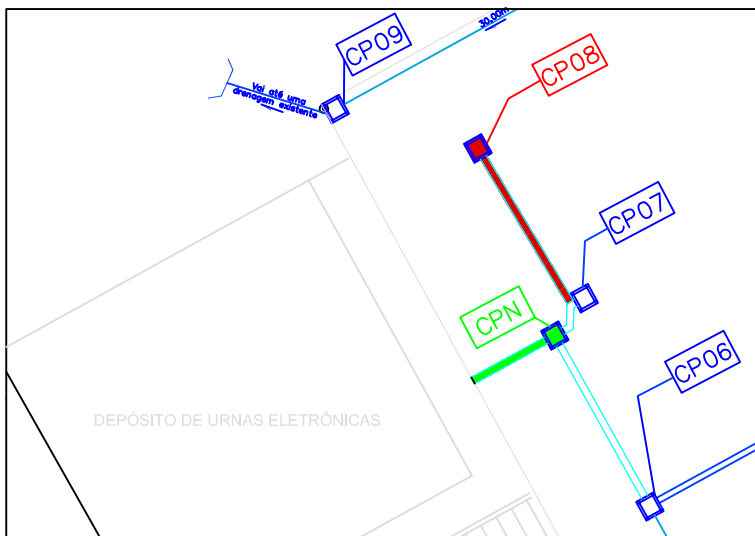 CP09
30.00m
CP08
Vai até uma
drenagem existente
CP07
CPN
CP06
DEPÓSITO DE URNAS ELETRÔNICAS